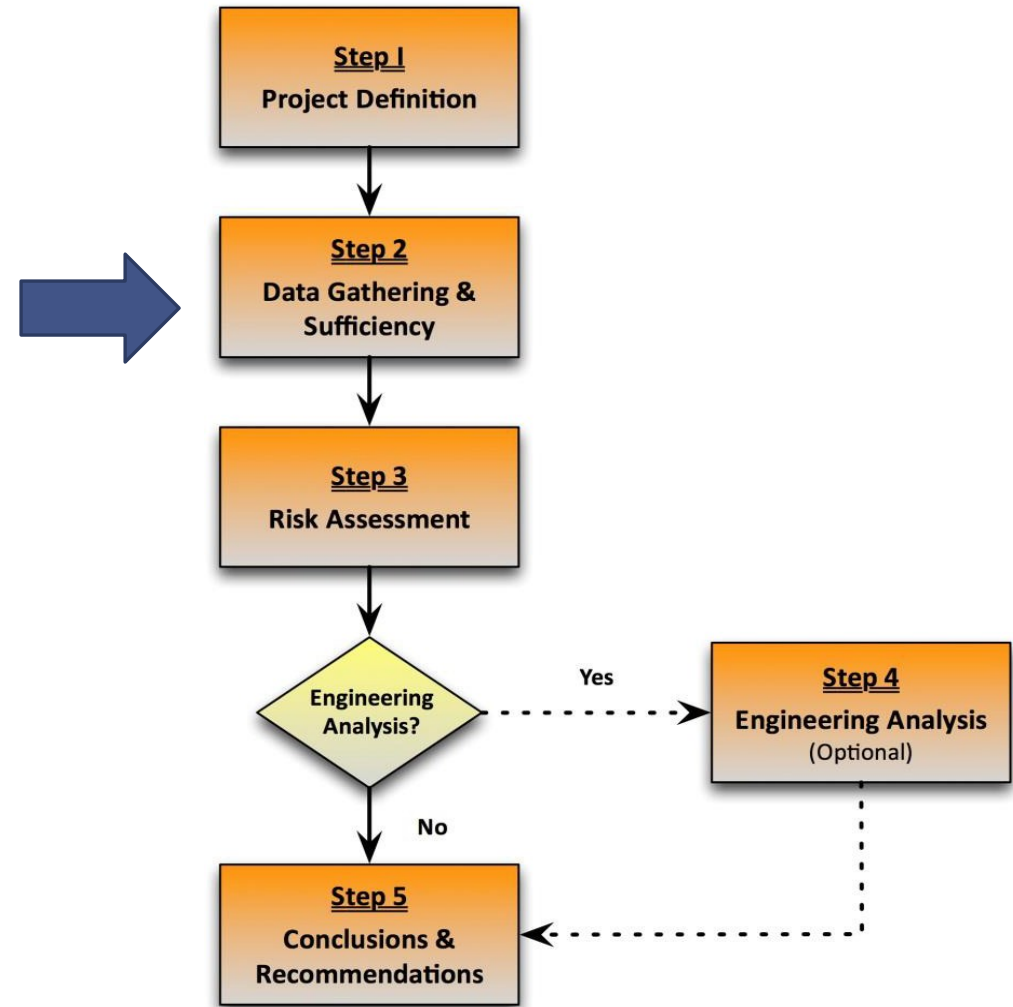 Step I
Project Definition
Step 2
Data Gathering &
Sufficiency
Step 3
Risk Assessment
Engineering
Analysis?
Yes
Step 4
Engineering Analysis
(Optional)
No
Step 5
Conclusions &
Recommendations